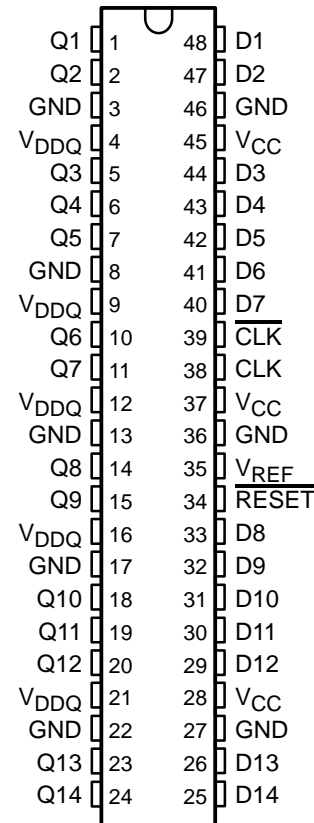 Q1 1 48 D1
Q2 2 47 D2
GND 3 46 GND
VDDQ 4 45 VCC
Q3 5 44 D3
Q4 6 43 D4
Q5 7 42 D5
GND 8 41 D6
VDDQ 9 40 D7
Q6 10 39 CLK
Q7 11 38 CLK
VDDQ 12 37 VCC
GND 13 36 GND
Q8 14 35 VREF
Q9 15 34 RESET
VDDQ 16 33 D8
GND 17 32 D9
Q10 18 31 D10
Q11 19 30 D11
Q12 20 29 D12
VDDQ 21 28 VCC
GND 22 27 GND
Q13 23 26 D13
Q14 24 25 D14